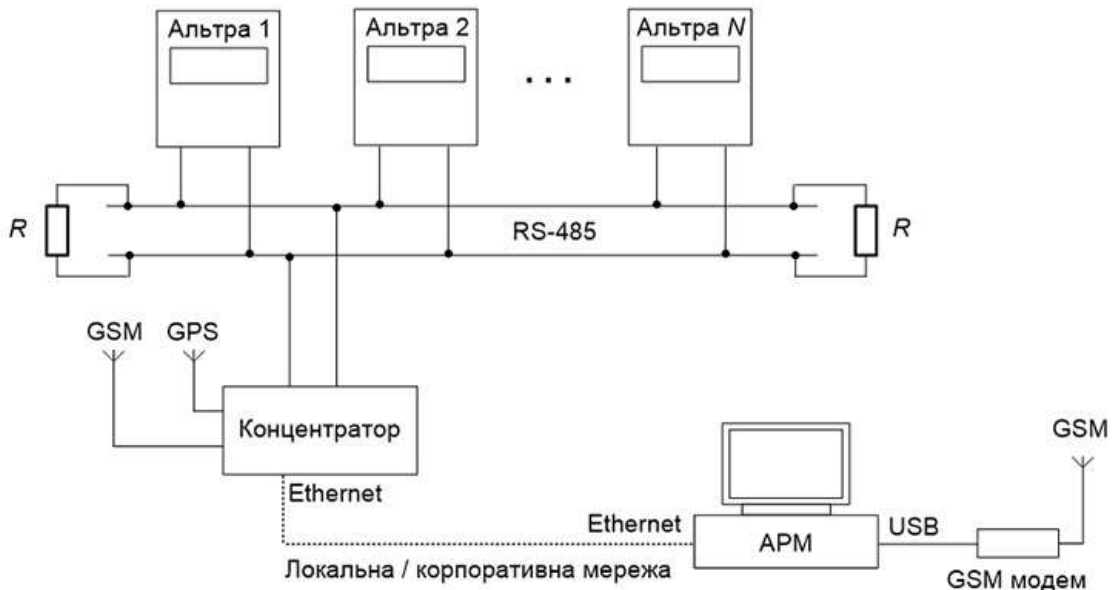 Альтра 1
Альтра 2
Альтра N
. . .
R
RS-485
R
GSM
GPS
Концентратор
GSM
Ethernet
Ethernet
АРМ
USB
Локальна / корпоративна мережа
GSM модем